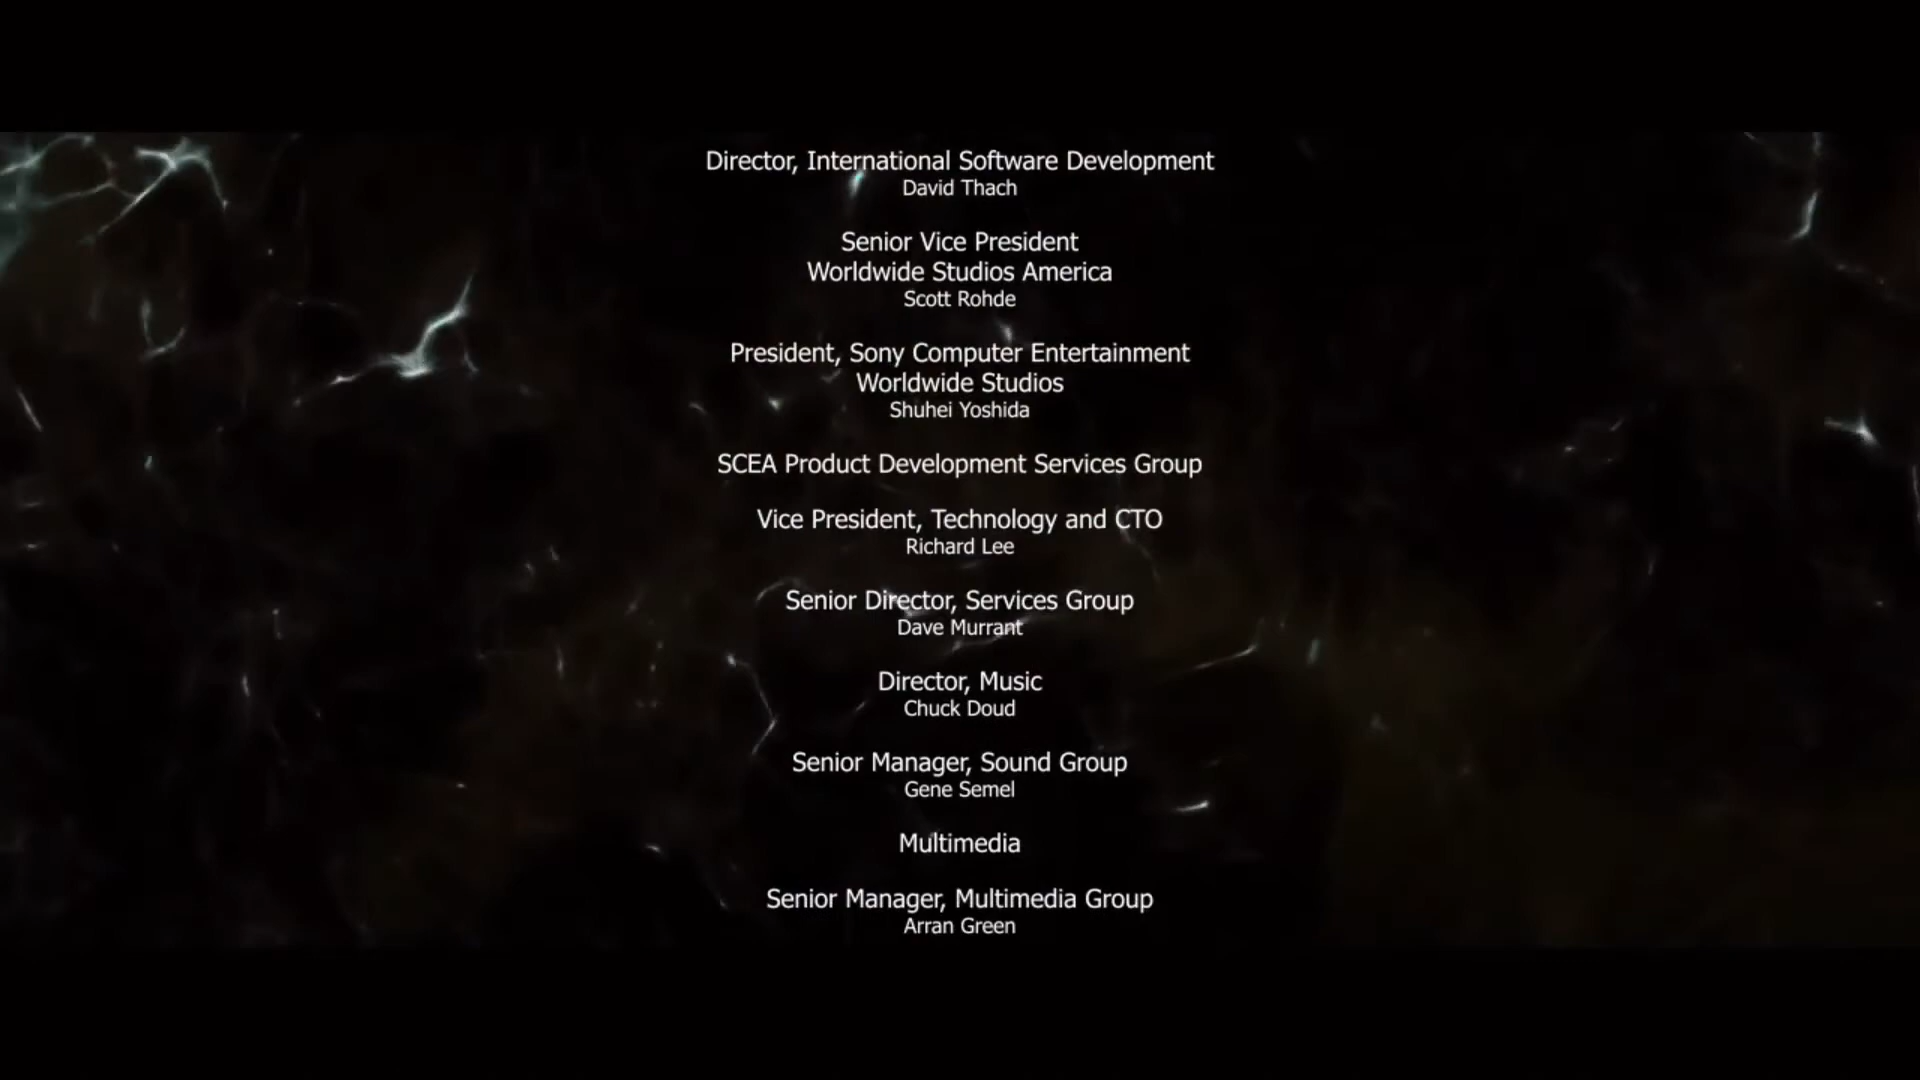 Director, International Software Development
David Thach
Senior Vice President
Worldwide Studios America
Scott Rohde
President, Sony Computer Entertainment
Worldwide Studios
Shuhei Yoshida
SCEA Product Development Services Group
Vice President, Technology and CTO
Richard Lee
Senior Director, Services Group
Dave Murrant
Director, Music
Chuck Doud
Senior Manager, Sound Group
Gene Semel
Multimedia
Senior Manager, Multimedia Group
Arran Green